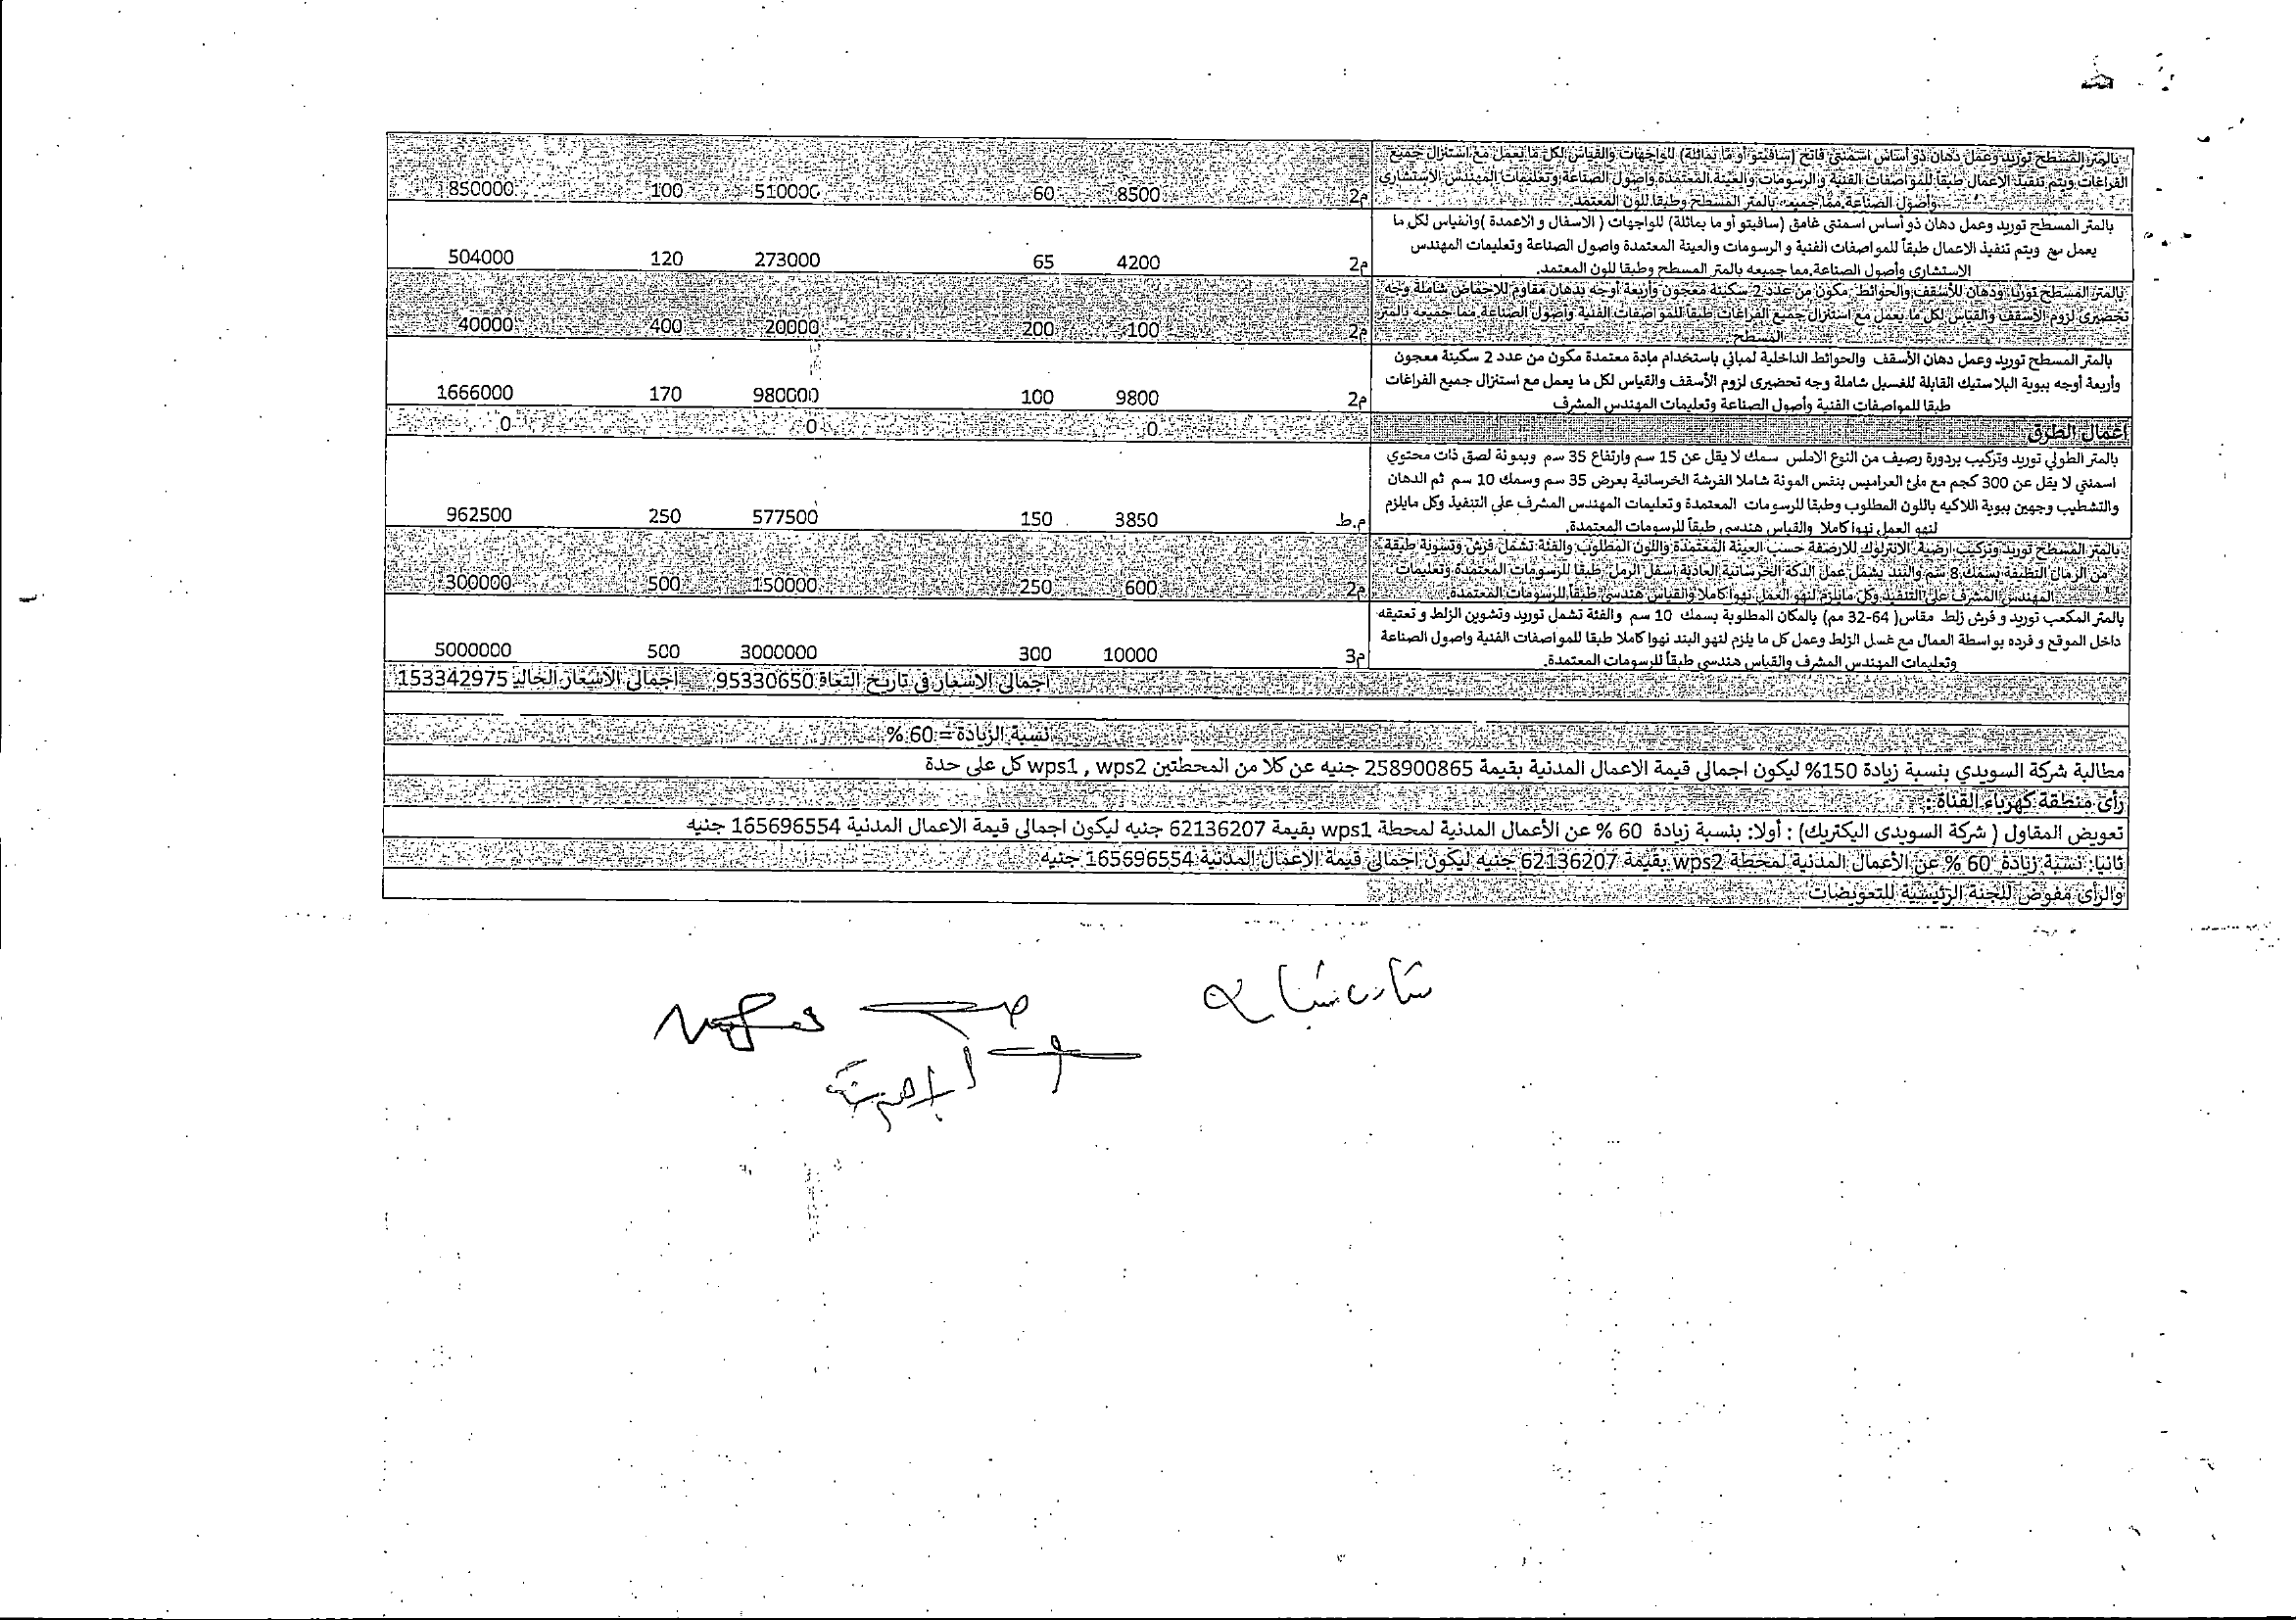 بالمتر المسطح توريد وعمل دهان ذو أساس اسمنتي فاتح (سافيتو أو ما يماثلة) للواجهات والقياس لكل ما يعمل مع استنزال جميع
الفراغات ويتم تنفيذ الاعمال طبقاً للمواصفات الفنية و الرسومات والعينة المعتمدة واصول الصناعة وتعليمات المهندس الاستشاري
وأصول الصناعة.مما جميعه بالمتر المسطح وطبقا للون المعتمد.
م2 8500 60 510000 100 850000
بالمتر المسطح توريد وعمل دهان ذو أساس اسمنتى غامق (سافيتو أو ما يماثلة) للواجهات ( الاسفال و الاعمدة )والقياس لكل ما
يعمل مع ويتم تنفيذ الاعمال طبقاً للمواصفات الفنية و الرسومات والعينة المعتمدة واصول الصناعة وتعليمات المهندس
الاستشاري وأصول الصناعة.مما جميعه بالمتر المسطح وطبقا للون المعتمد.
م2 4200 65 273000 120 504000
بالمتر المسطح توريد ودهان للأسقف والحوائط مكون من عدد 2 سكينة معجون وأربعة أوجه بدهان مقاوم للاحماض شاملة وجه
تحضيرى لزوم الأسقف والقياس لكل ما يعمل مع استنزال جميع الفراغات طبقا للمواصفات الفنية وأصول الصناعة مما جميعه بالمتر
المسطح
م2 100 200 20000 400 40000
بالمتر المسطح توريد وعمل دهان الأسقف والحوائط الداخلية لمباني باستخدام مادة معتمدة مكون من عدد 2 سكينة معجون
وأربعة أوجه ببوية البلاستيك القابلة للغسيل شاملة وجه تحضيرى لزوم الأسقف والقياس لكل ما يعمل مع استنزال جميع الفراغات
طبقا للمواصفات الفنية وأصول الصناعة وتعليمات المهندس المشرف
م2 9800 100 980000 170 1666000
اعمال الطرق 0 0 0
بالمتر الطولي توريد وتركيب بردورة رصيف من النوع الاملس سمك لا يقل عن 15 سم وارتفاع 35 سم وبمونة لصق ذات محتوي
اسمنتي لا يقل عن 300 كجم مع ملئ العراميس بنفس المونة شاملا الفرشة الخرسانية بعرض 35 سم وسمك 10 سم ثم الدهان
والتشطيب وجهين ببوية اللاكيه باللون المطلوب وطبقا للرسومات المعتمدة وتعليمات المهندس المشرف على التنفيذ وكل مايلزم
لنهو العمل نهوا كاملا والقياس هندسي طبقاً للرسومات المعتمدة.
م.ط 3850 150 577500 250 962500
بالمتر المسطح توريد وتركيب ارضية الانترلوك للارصفة حسب العينة المعتمدة واللون المطلوب والفئة تشمل فرش وتسوية طبقة
من الرمال النظيفة بسمك 8 سم والبند يشمل عمل الدكة الخرسانية العادية اسفل الرمل طبقا للرسومات المعتمدة وتعليمات
المهندس المشرف على التنفيذ وكل مايلزم لنهو العمل نهوا كاملا والقياس هندسي طبقاً للرسومات المعتمدة.
م2 600 250 150000 500 300000
بالمتر المكعب توريد و فرش زلط مقاس( 64-32 مم) بالمكان المطلوبة بسمك 10 سم والفئة تشمل توريد وتشوين الزلط و تعتيقه
داخل الموقع و فرده بواسطة العمال مع غسل الزلط وعمل كل ما يلزم لنهو البند نهوا كاملا طبقا للمواصفات الفنية واصول الصناعة
وتعليمات المهندس المشرف والقياس هندسي طبقاً للرسومات المعتمدة.
م3 10000 300 3000000 500 5000000
اجمالى الاسعار فى تاريخ التعاة 95330650 اجمالى الاسعار الحاليه 153342975
نسبة الزيادة = 60 %
مطالبة شركة السويدي بنسبة زيادة 150% ليكون اجمالى قيمة الاعمال المدنية بقيمة 258900865 جنيه عن كلا من المحطتين wps1 , wps2 كل على حدة
رأى منطقة كهرباء القناة :
تعويض المقاول ( شركة السويدى اليكتريك) : أولا: بنسبة زيادة 60 % عن الأعمال المدنية لمحطة wps1 بقيمة 62136207 جنيه ليكون اجمالى قيمة الاعمال المدنية 165696554 جنيه
ثانيا: نسبة زيادة 60 % عن الأعمال المدنية لمحطة wps2 بقيمة 62136207 جنيه ليكون اجمالى قيمة الاعمال المدنية 165696554 جنيه
والرأى مفوض للجنة الرئيسية للتعويضات